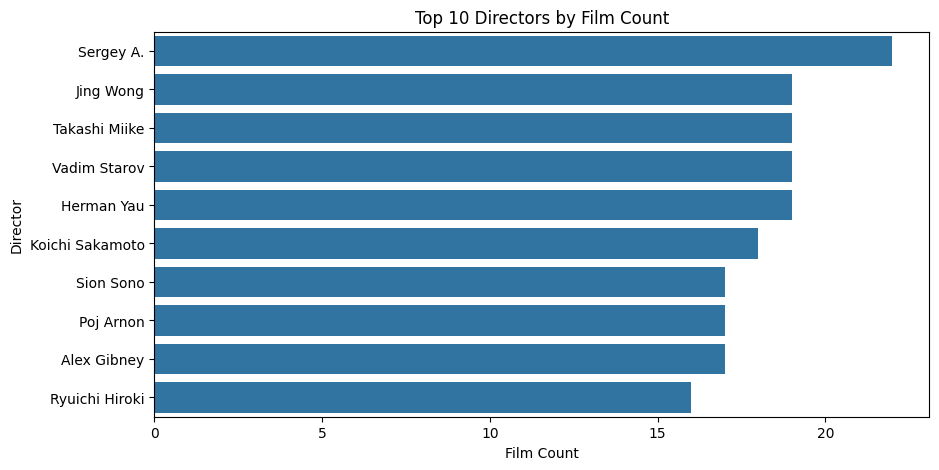 Top 10 Directors by Film Count
Director
Sergey A.
Jing Wong
Takashi Miike
Vadim Starov
Herman Yau
Koichi Sakamoto
Sion Sono
Poj Arnon
Alex Gibney
Ryuichi Hiroki
0 5 10 15 20
Film Count